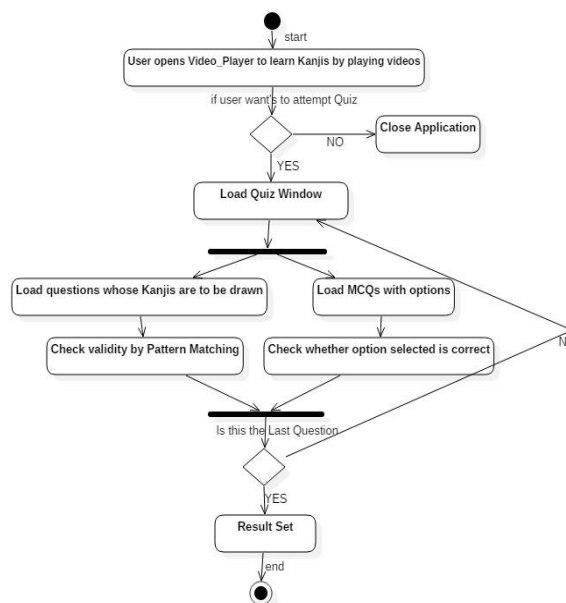 start
User opens Video_Player to learn Kanjis by playing videos
if user want's to attempt Quiz
Close Application
NO
YES
Load Quiz Window
Load questions whose Kanjis are to be drawn
Load MCQs with options
Check validity by Pattern Matching
Check whether option selected is correct
N
Is this the Last Question
YES
Result Set
end